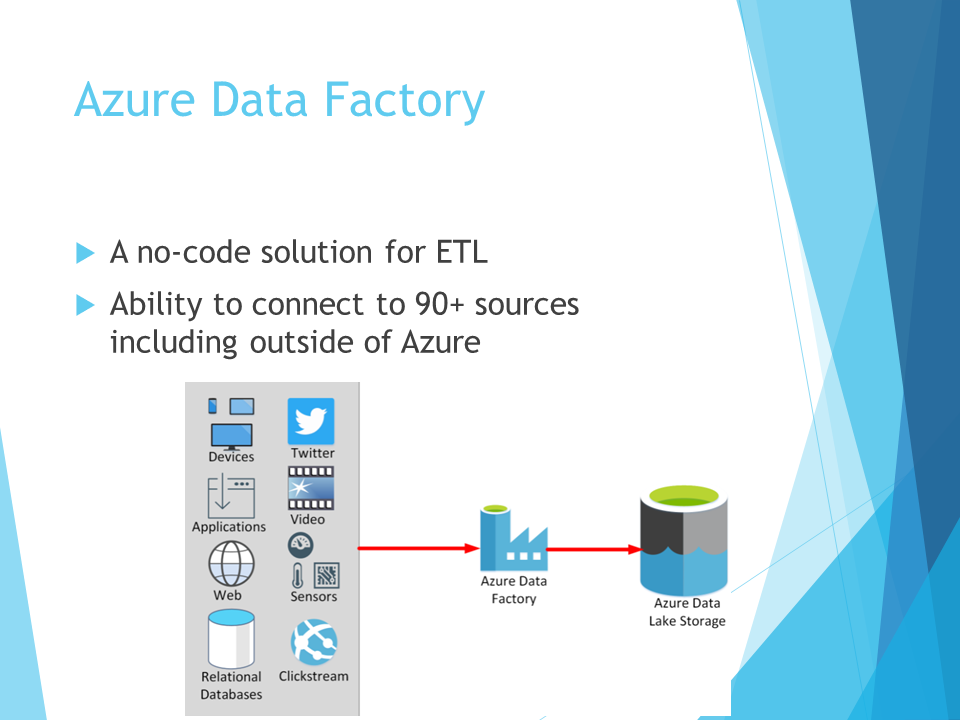 Azure Data Factory
A no-code solution for ETL
Ability to connect to 90+ sources
including outside of Azure
Devices
Twitter
Applications
Video
Web
Sensors
Relational
Databases
Clickstream
Azure Data
Factory
Azure Data
Lake Storage